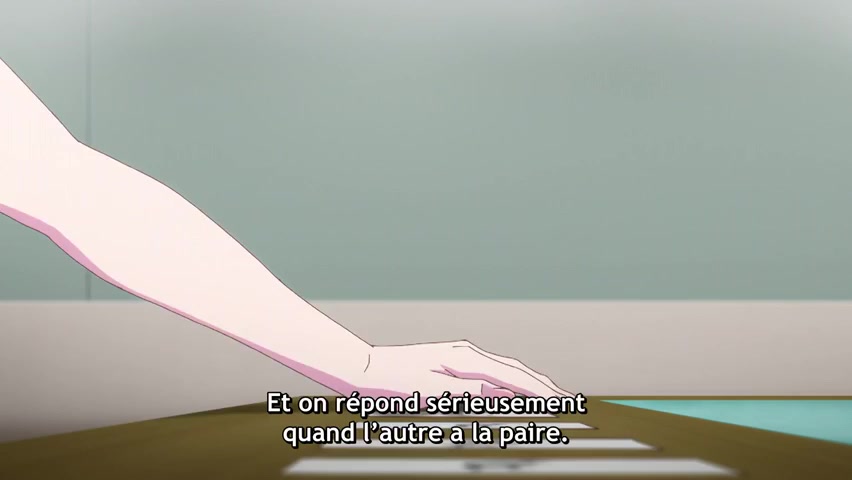 Et on répond sérieusement
quand l'autre a la paire.